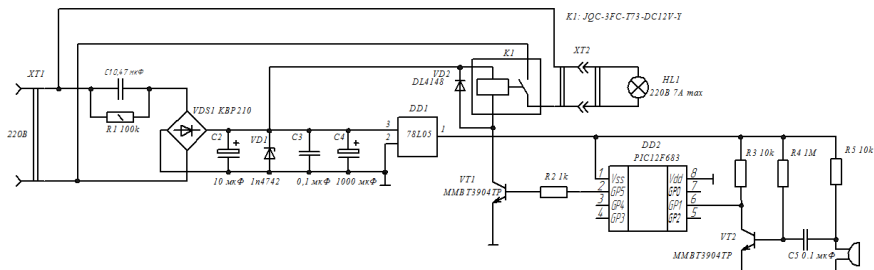 K1: JQC-3FC-T73-DC12V-Y
XT1
C1 0,47 мкФ
R1 100k
220В
VDS1 KBP210
C2
10 мкФ
VD1
1n4742
C3
0,1 мкФ
C4
1000 мкФ
DD1
3
2
78L05
1
VD2
DL4148
K1
XT2
HL1
220В 7А max
VT1
MMBT3904TP
R2 1k
DD2
PIC12F683
1 Vss Vdd 8
2 GP5 GP0 7
3 GP4 GP1 6
4 GP3 GP2 5
R3 10k
R4 1M
R5 10k
VT2
MMBT3904TP
C5 0.1 мкФ